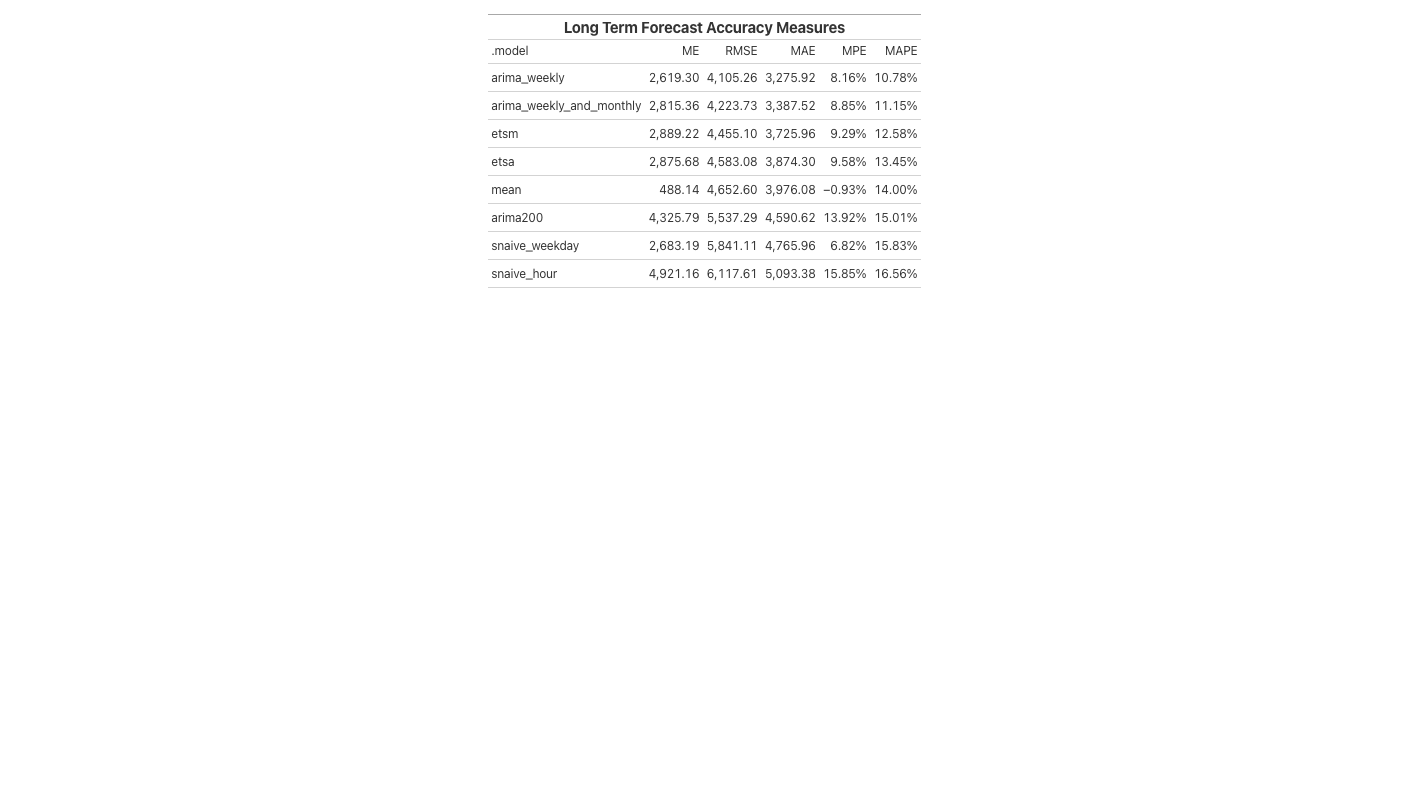 Long Term Forecast Accuracy Measures
.model ME RMSE MAE MPE MAPE
arima_weekly 2,619.30 4,105.26 3,275.92 8.16% 10.78%
arima_weekly_and_monthly 2,815.36 4,223.73 3,387.52 8.85% 11.15%
etsm 2,889.22 4,455.10 3,725.96 9.29% 12.58%
etsa 2,875.68 4,583.08 3,874.30 9.58% 13.45%
mean 488.14 4,652.60 3,976.08 −0.93% 14.00%
arima200 4,325.79 5,537.29 4,590.62 13.92% 15.01%
snaive_weekday 2,683.19 5,841.11 4,765.96 6.82% 15.83%
snaive_hour 4,921.16 6,117.61 5,093.38 15.85% 16.56%